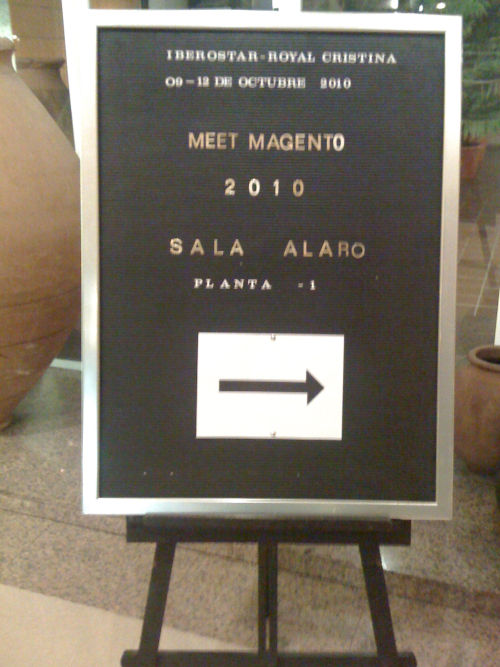 IBEROSTAR-ROYAL CRISTINA
09-12 DE OCTUBRE 2010
MEET MAGENTO
2010
SALA ALARO
PLANTA -1